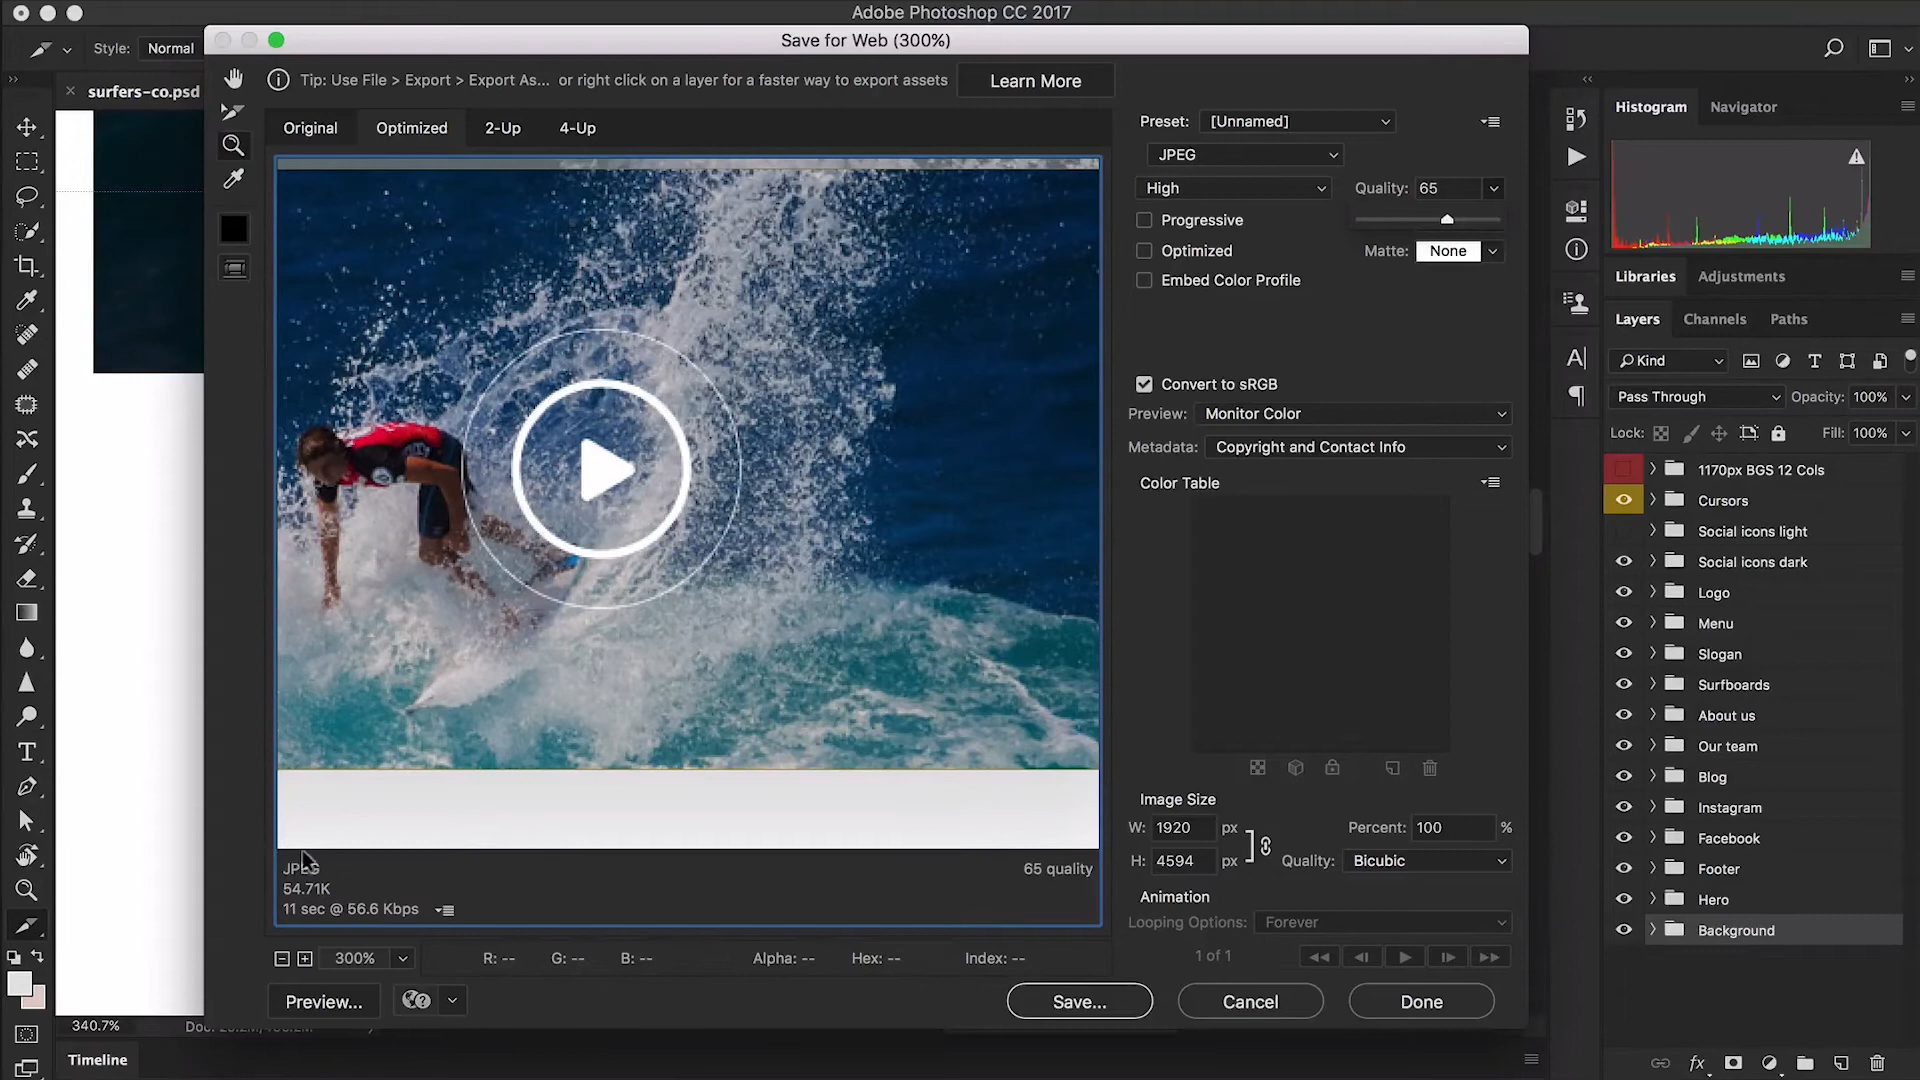 Adobe Photoshop CC 2017
Style: Normal
Save for Web (300%)
Tip: Use File > Export > Export As... or right click on a layer for a faster way to export assets
Learn More
surfers-co.psd
Original
Optimized
2-Up
4-Up
Preset: [Unnamed]
JPEG
High
Quality: 65
Progressive
Optimized
Matte: None
Embed Color Profile
Convert to sRGB
Preview: Monitor Color
Metadata: Copyright and Contact Info
Color Table
Image Size
W: 1920 px
Percent: 100 %
H: 4594 px
Quality: Bicubic
Animation
Looping Options: Forever
1 of 1
JPEG
65 quality
54.71K
11 sec @ 56.6 Kbps
300%
R: --
G: --
B: --
Alpha: --
Hex: --
Index: --
Preview...
Save...
Cancel
Done
340.7%
Timeline
Histogram
Navigator
Libraries
Adjustments
Layers
Channels
Paths
Kind
Pass Through
Opacity: 100%
Lock:
Fill: 100%
1170px BGS 12 Cols
Cursors
Social icons light
Social icons dark
Logo
Menu
Slogan
Surfboards
About us
Our team
Blog
Instagram
Facebook
Footer
Hero
Background
fx